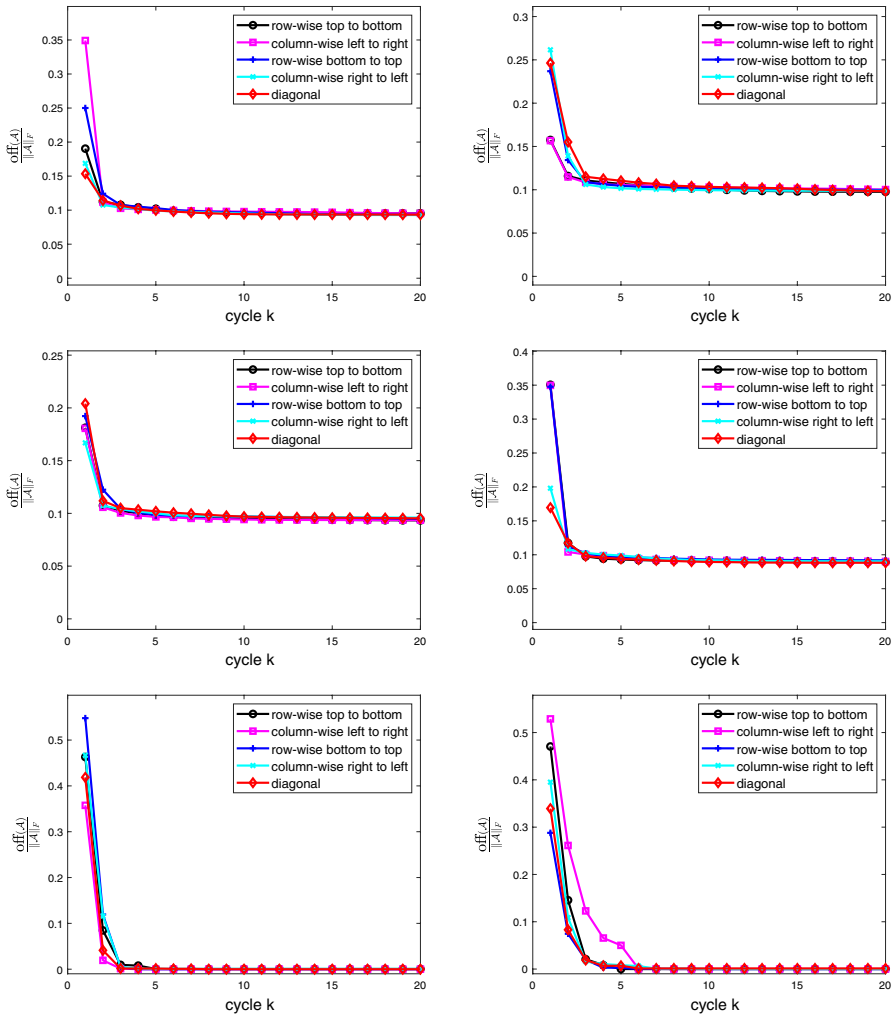 row-wise top to bottom
column-wise left to right
row-wise bottom to top
column-wise right to left
diagonal
0.35
0.3
0.25
0.2
0.15
0.1
0.05
0
off(𝒜)
‖𝒜‖F
0 5 10 15 20
cycle k
row-wise top to bottom
column-wise left to right
row-wise bottom to top
column-wise right to left
diagonal
0.3
0.25
0.2
0.15
0.1
0.05
0
off(𝒜)
‖𝒜‖F
0 5 10 15 20
cycle k
row-wise top to bottom
column-wise left to right
row-wise bottom to top
column-wise right to left
diagonal
0.25
0.2
0.15
0.1
0.05
0
off(𝒜)
‖𝒜‖F
0 5 10 15 20
cycle k
row-wise top to bottom
column-wise left to right
row-wise bottom to top
column-wise right to left
diagonal
0.4
0.35
0.3
0.25
0.2
0.15
0.1
0.05
0
off(𝒜)
‖𝒜‖F
0 5 10 15 20
cycle k
row-wise top to bottom
column-wise left to right
row-wise bottom to top
column-wise right to left
diagonal
0.5
0.4
0.3
0.2
0.1
0
off(𝒜)
‖𝒜‖F
0 5 10 15 20
cycle k
row-wise top to bottom
column-wise left to right
row-wise bottom to top
column-wise right to left
diagonal
0.5
0.4
0.3
0.2
0.1
0
off(𝒜)
‖𝒜‖F
0 5 10 15 20
cycle k